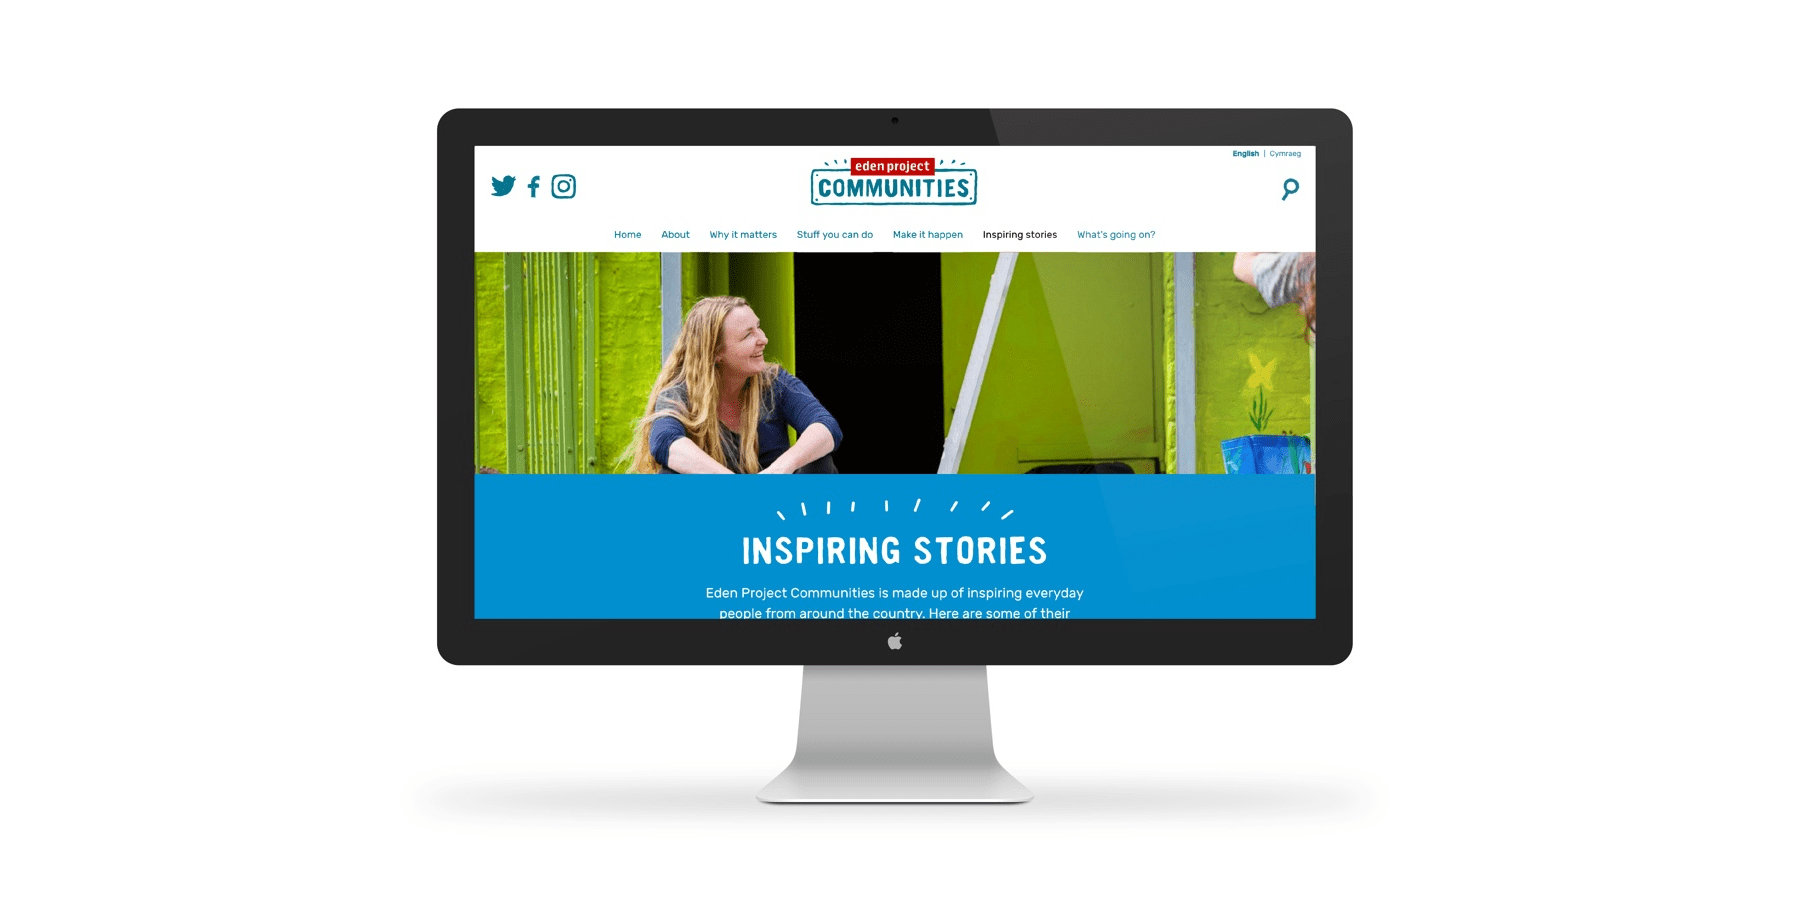 English | Cymraeg
eden project
COMMUNITIES
Home About Why it matters Stuff you can do Make it happen Inspiring stories What's going on?
INSPIRING STORIES
Eden Project Communities is made up of inspiring everyday
people from around the country. Here are some of their